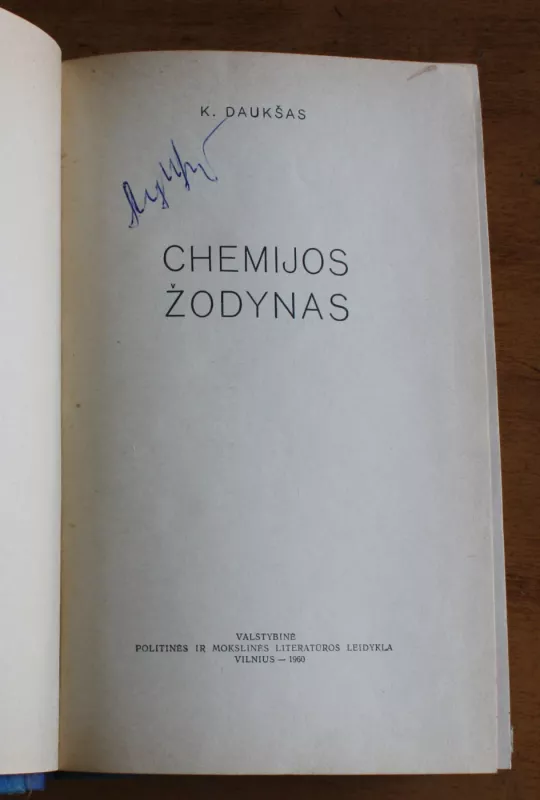 K. DAUKŠAS
CHEMIJOS
ŽODYNAS
VALSTYBINĖ
POLITINĖS IR MOKSLINĖS LITERATŪROS LEIDYKLA
VILNIUS — 1960